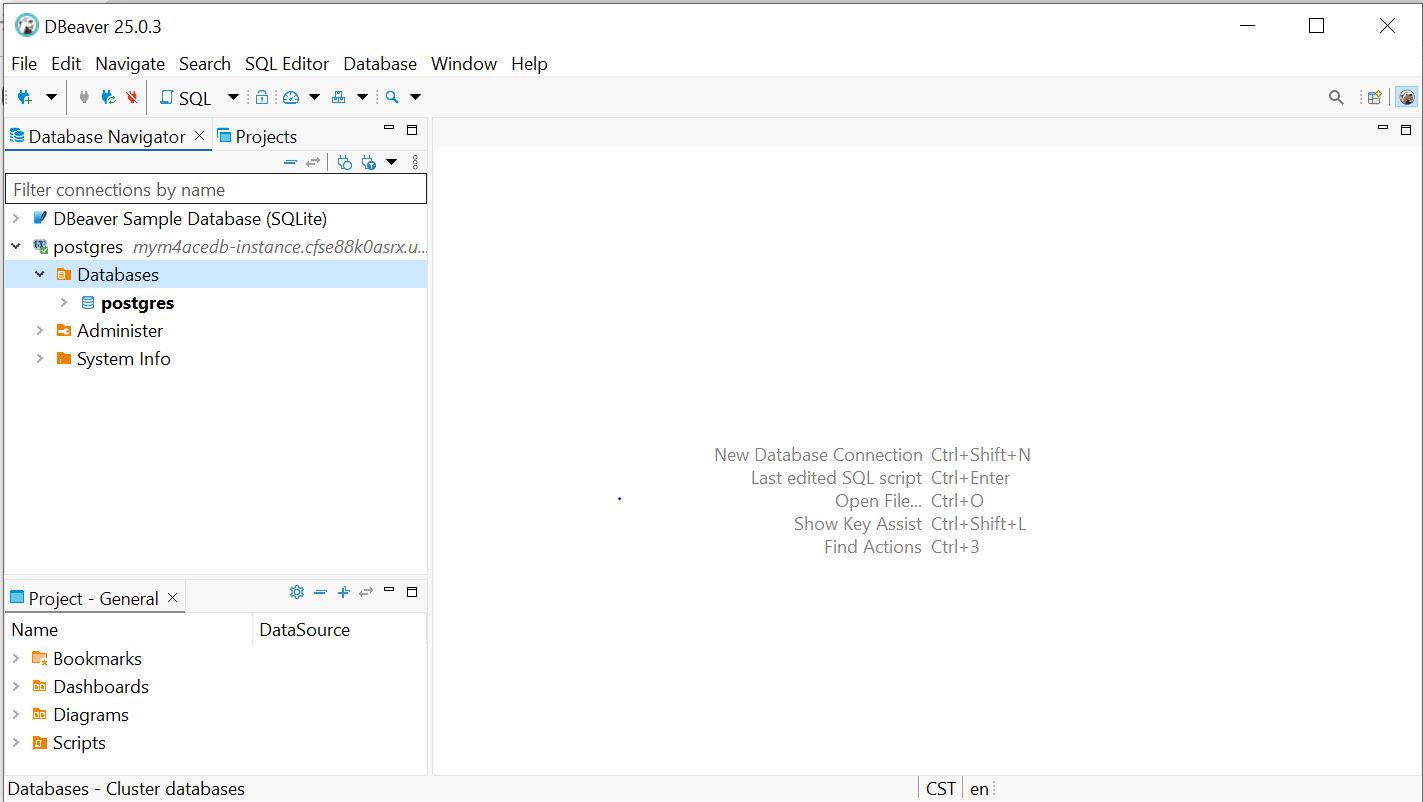 DBeaver 25.0.3
File Edit Navigate Search SQL Editor Database Window Help
SQL
Database Navigator Projects
Filter connections by name
DBeaver Sample Database (SQLite)
postgres mym4acedb-instance.cfse88k0asrx.u...
Databases
postgres
Administer
System Info
New Database Connection Ctrl+Shift+N
Last edited SQL script Ctrl+Enter
Open File... Ctrl+O
Show Key Assist Ctrl+Shift+L
Find Actions Ctrl+3
Project - General
Name DataSource
Bookmarks
Dashboards
Diagrams
Scripts
Databases - Cluster databases CST en